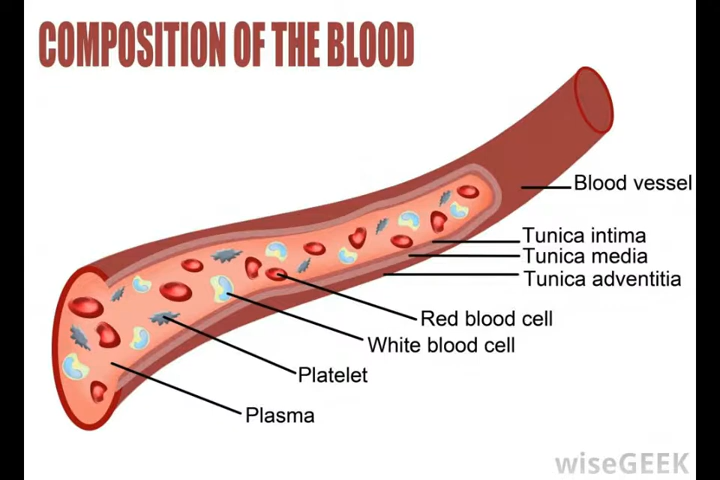 COMPOSITION OF THE BLOOD
Blood vessel
Tunica intima
Tunica media
Tunica adventitia
Red blood cell
White blood cell
Platelet
Plasma
wiseGEEK